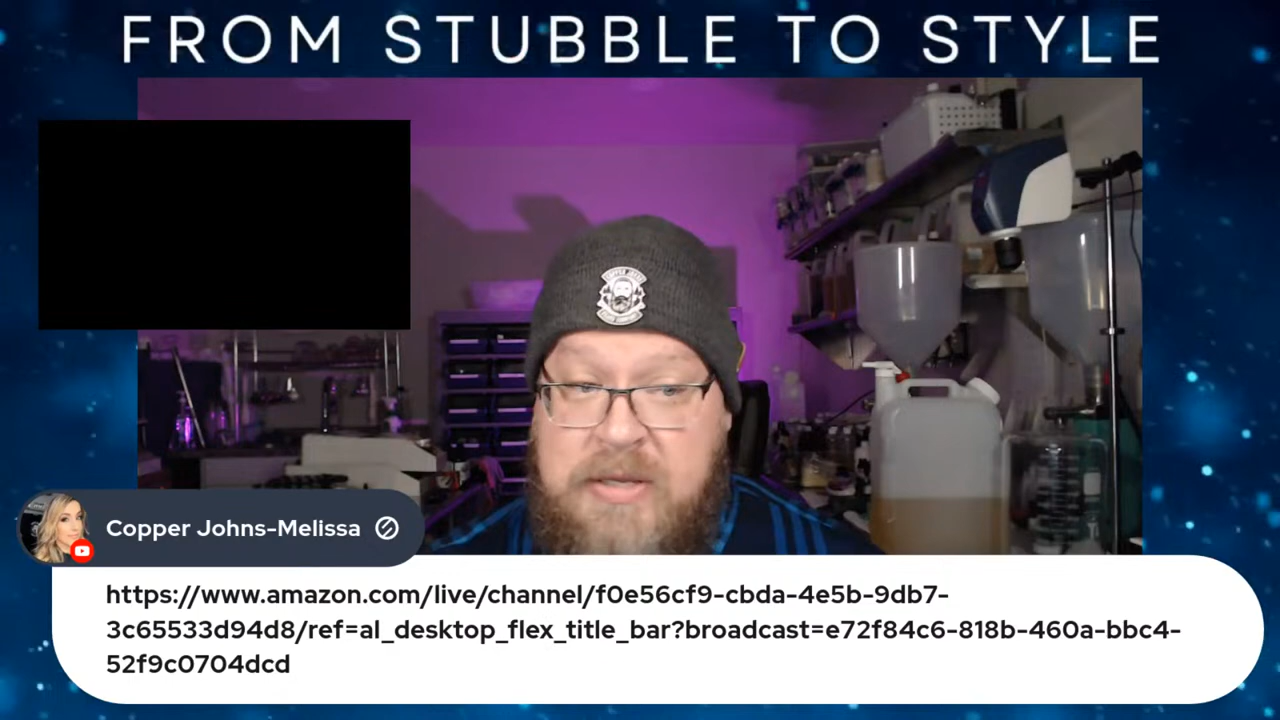 FROM STUBBLE TO STYLE
Copper Johns-Melissa
https://www.amazon.com/live/channel/f0e56cf9-cbda-4e5b-9db7-
3c65533d94d8/ref=al_desktop_flex_title_bar?broadcast=e72f84c6-818b-460a-bbc4-
52f9c0704dcd